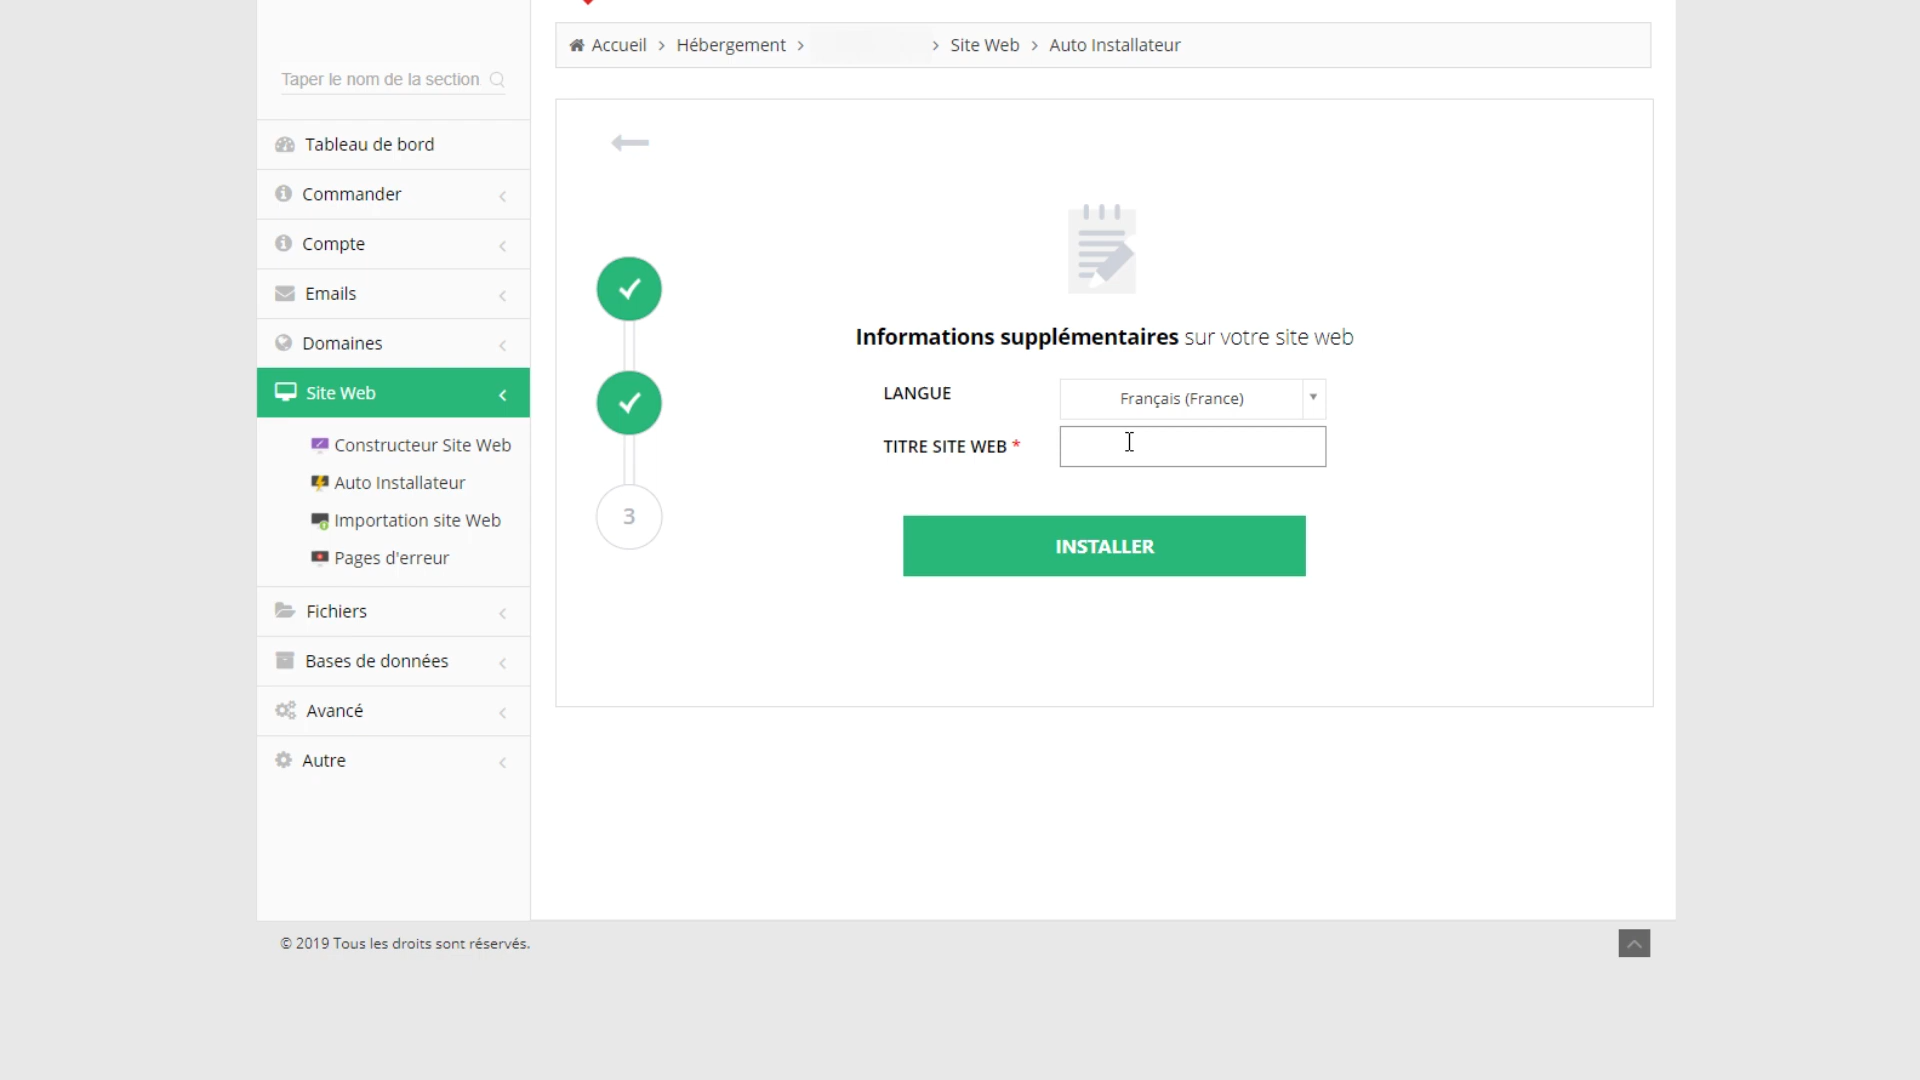 Accueil > Hébergement > > Site Web > Auto Installateur
Taper le nom de la section
Tableau de bord
Commander
Compte
Emails
Domaines
Site Web
Constructeur Site Web
Auto Installateur
Importation site Web
Pages d'erreur
Fichiers
Bases de données
Avancé
Autre
3
Informations supplémentaires sur votre site web
LANGUE
Français (France)
TITRE SITE WEB *
INSTALLER
© 2019 Tous les droits sont réservés.